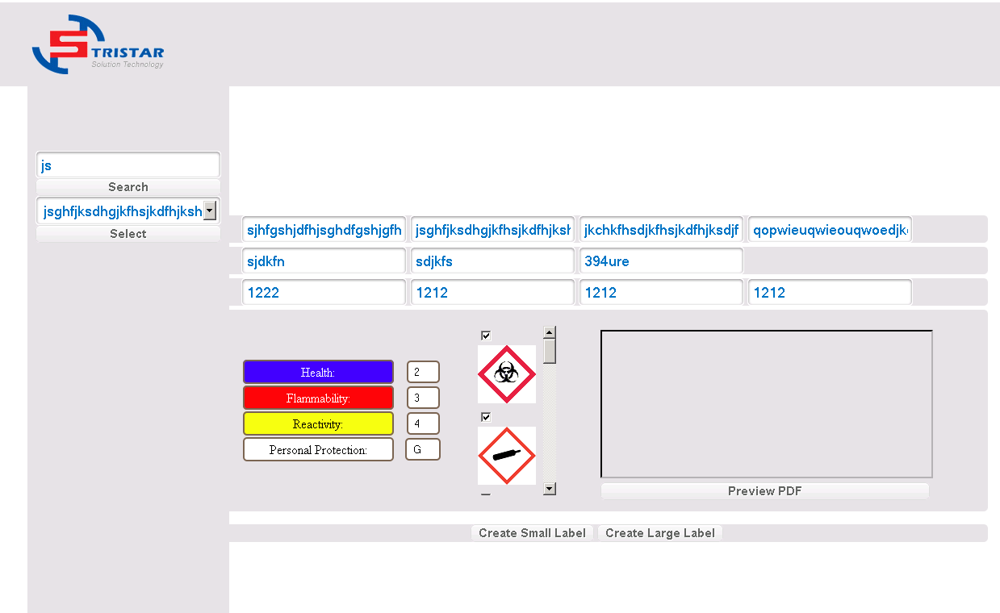 TRISTAR
Solution Technology
js
Search
jsghfjksdhgjkfhsjkdfhjksh
Select
sjhfgshjdfhjsghdfgshjgfh jsghfjksdhgjkfhsjkdfhjksh jkchkfhsdjkfhsjkdfhjksdjf qopwieuqwieouqwoedjk
sjdkfn sdjkfs 394ure
1222 1212 1212 1212
Health: 2
Flammability: 3
Reactivity: 4
Personal Protection: G
Preview PDF
Create Small Label Create Large Label